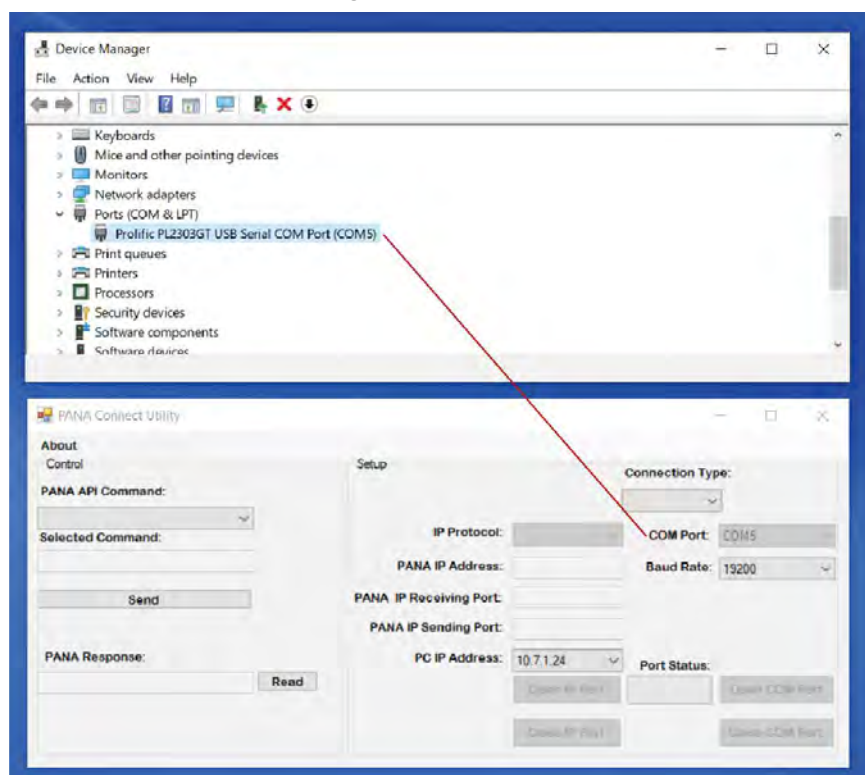 Device Manager
File Action View Help
Keyboards
Mice and other pointing devices
Monitors
Network adapters
Ports (COM & LPT)
Prolific PL2303GT USB Serial COM Port (COM5)
Print queues
Printers
Processors
Security devices
Software components
Software devices
PANA Connect Utility
About
Control
Setup
Connection Type:
PANA API Command:
Selected Command:
IP Protocol:
COM Port: COM5
PANA IP Address:
Baud Rate: 19200
Send
PANA IP Receiving Port:
PANA IP Sending Port:
PANA Response:
PC IP Address: 10.7.1.24
Port Status:
Read
Open IP Port
Open COM Port
Close IP Port
Close COM Port